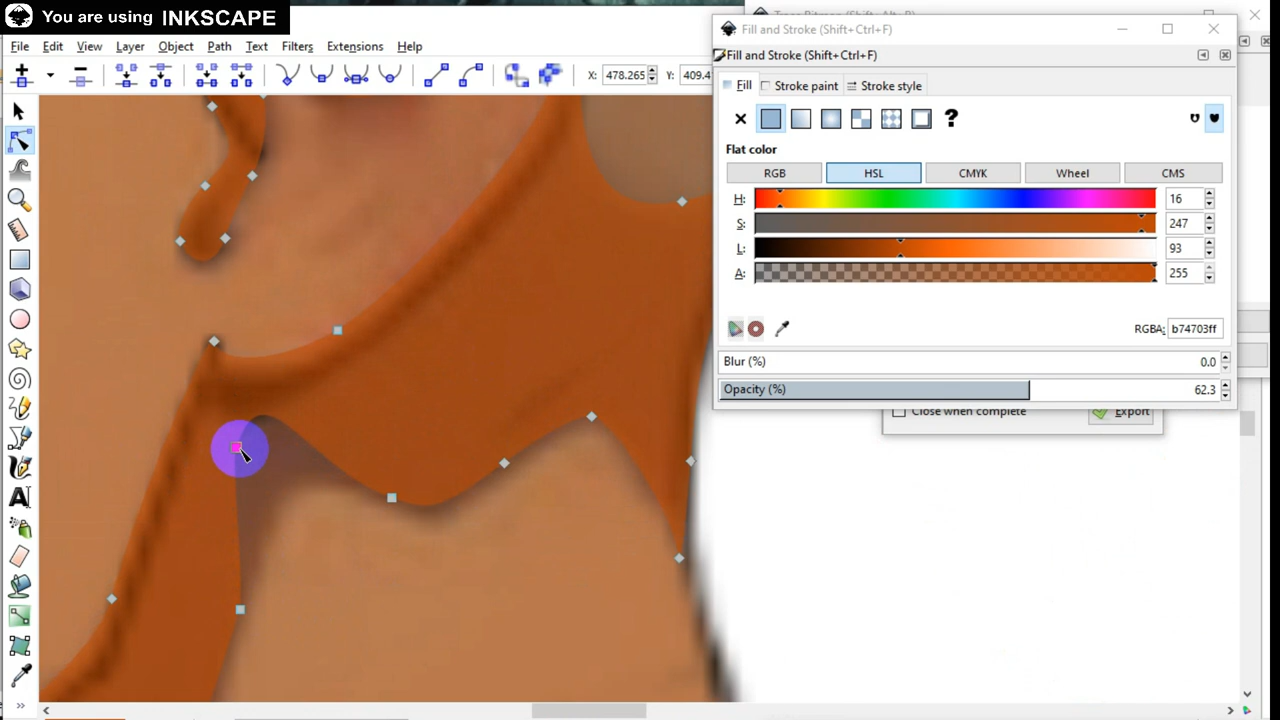 You are using INKSCAPE
File Edit View Layer Object Path Text Filters Extensions Help
X: 478.265 Y: 409.4
Fill and Stroke (Shift+Ctrl+F)
Fill and Stroke (Shift+Ctrl+F)
Fill Stroke paint Stroke style
?
Flat color
RGB HSL CMYK Wheel CMS
H: 16
S: 247
L: 93
A: 255
RGBA: b74703ff
Blur (%) 0.0
Opacity (%) 62.3
Close when complete Export